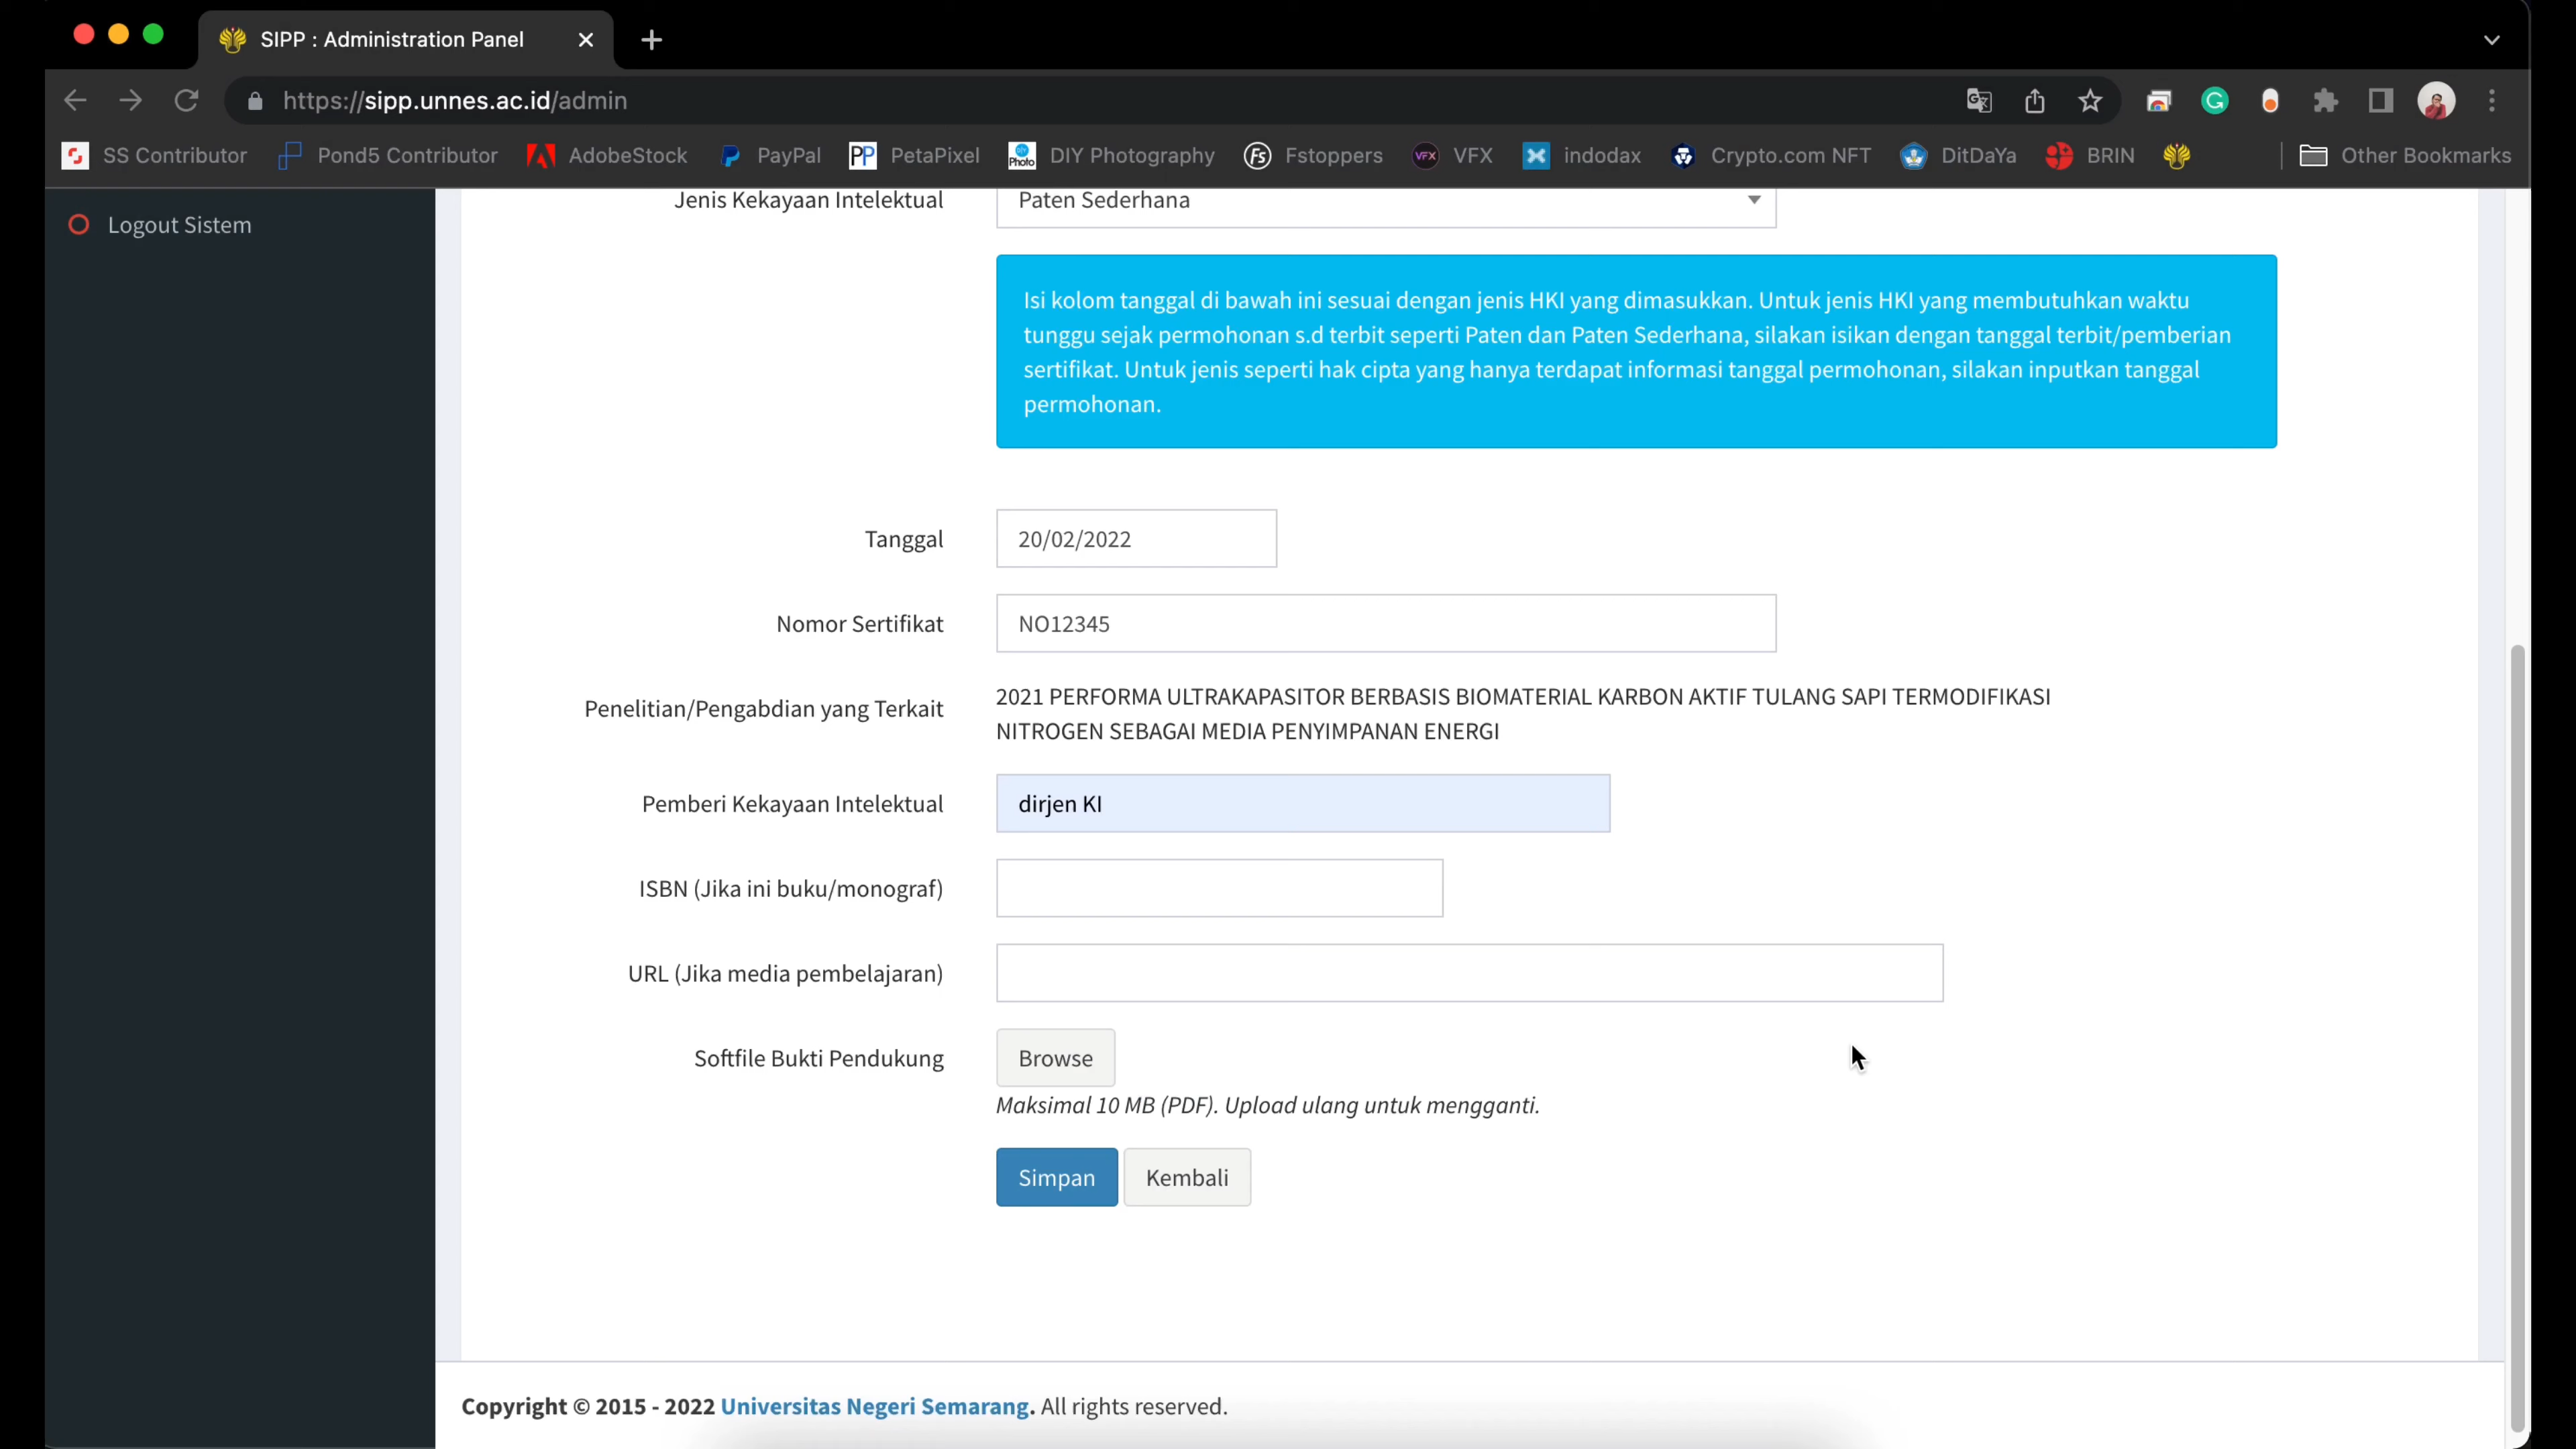 SIPP : Administration Panel
https://sipp.unnes.ac.id/admin
SS Contributor
Pond5 Contributor
AdobeStock
PayPal
PP PetaPixel
Photo DIY Photography
Fs Fstoppers
VFX VFX
indodax
Crypto.com NFT
DitDaYa
BRIN
Other Bookmarks
Logout Sistem
Jenis Kekayaan Intelektual
Paten Sederhana
Isi kolom tanggal di bawah ini sesuai dengan jenis HKI yang dimasukkan. Untuk jenis HKI yang membutuhkan waktu
tunggu sejak permohonan s.d terbit seperti Paten dan Paten Sederhana, silakan isikan dengan tanggal terbit/pemberian
sertifikat. Untuk jenis seperti hak cipta yang hanya terdapat informasi tanggal permohonan, silakan inputkan tanggal
permohonan.
Tanggal
20/02/2022
Nomor Sertifikat
NO12345
Penelitian/Pengabdian yang Terkait
2021 PERFORMA ULTRAKAPASITOR BERBASIS BIOMATERIAL KARBON AKTIF TULANG SAPI TERMODIFIKASI
NITROGEN SEBAGAI MEDIA PENYIMPANAN ENERGI
Pemberi Kekayaan Intelektual
dirjen KI
ISBN (Jika ini buku/monograf)
URL (Jika media pembelajaran)
Softfile Bukti Pendukung
Browse
Maksimal 10 MB (PDF). Upload ulang untuk mengganti.
Simpan
Kembali
Copyright © 2015 - 2022 Universitas Negeri Semarang. All rights reserved.